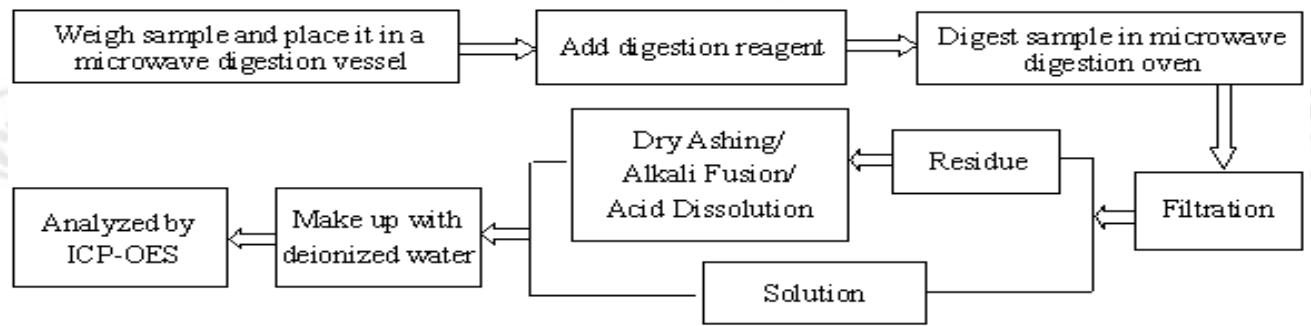 Weigh sample and place it in a
microwave digestion vessel
Add digestion reagent
Digest sample in microwave
digestion oven
Filtration
Residue
Dry Ashing/
Alkali Fusion/
Acid Dissolution
Solution
Make up with
deionized water
Analyzed by
ICP-OES